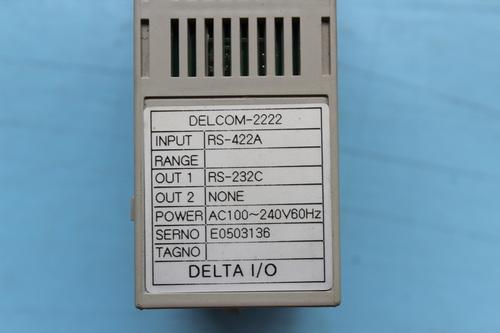 DELCOM-2222
INPUT RS-422A
RANGE
OUT 1 RS-232C
OUT 2 NONE
POWER AC100~240V60Hz
SERNO E0503136
TAGNO
DELTA I/O